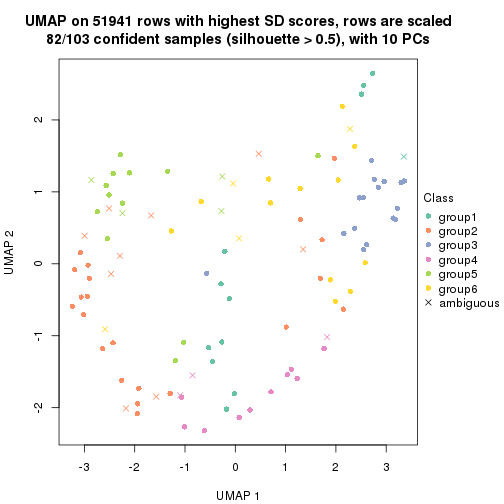 UMAP on 51941 rows with highest SD scores, rows are scaled
82/103 confident samples (silhouette > 0.5), with 10 PCs
2
1
0
-1
-2
UMAP 2
-3
-2
-1
0
1
2
3
UMAP 1
Class
group1
group2
group3
group4
group5
group6
ambiguous